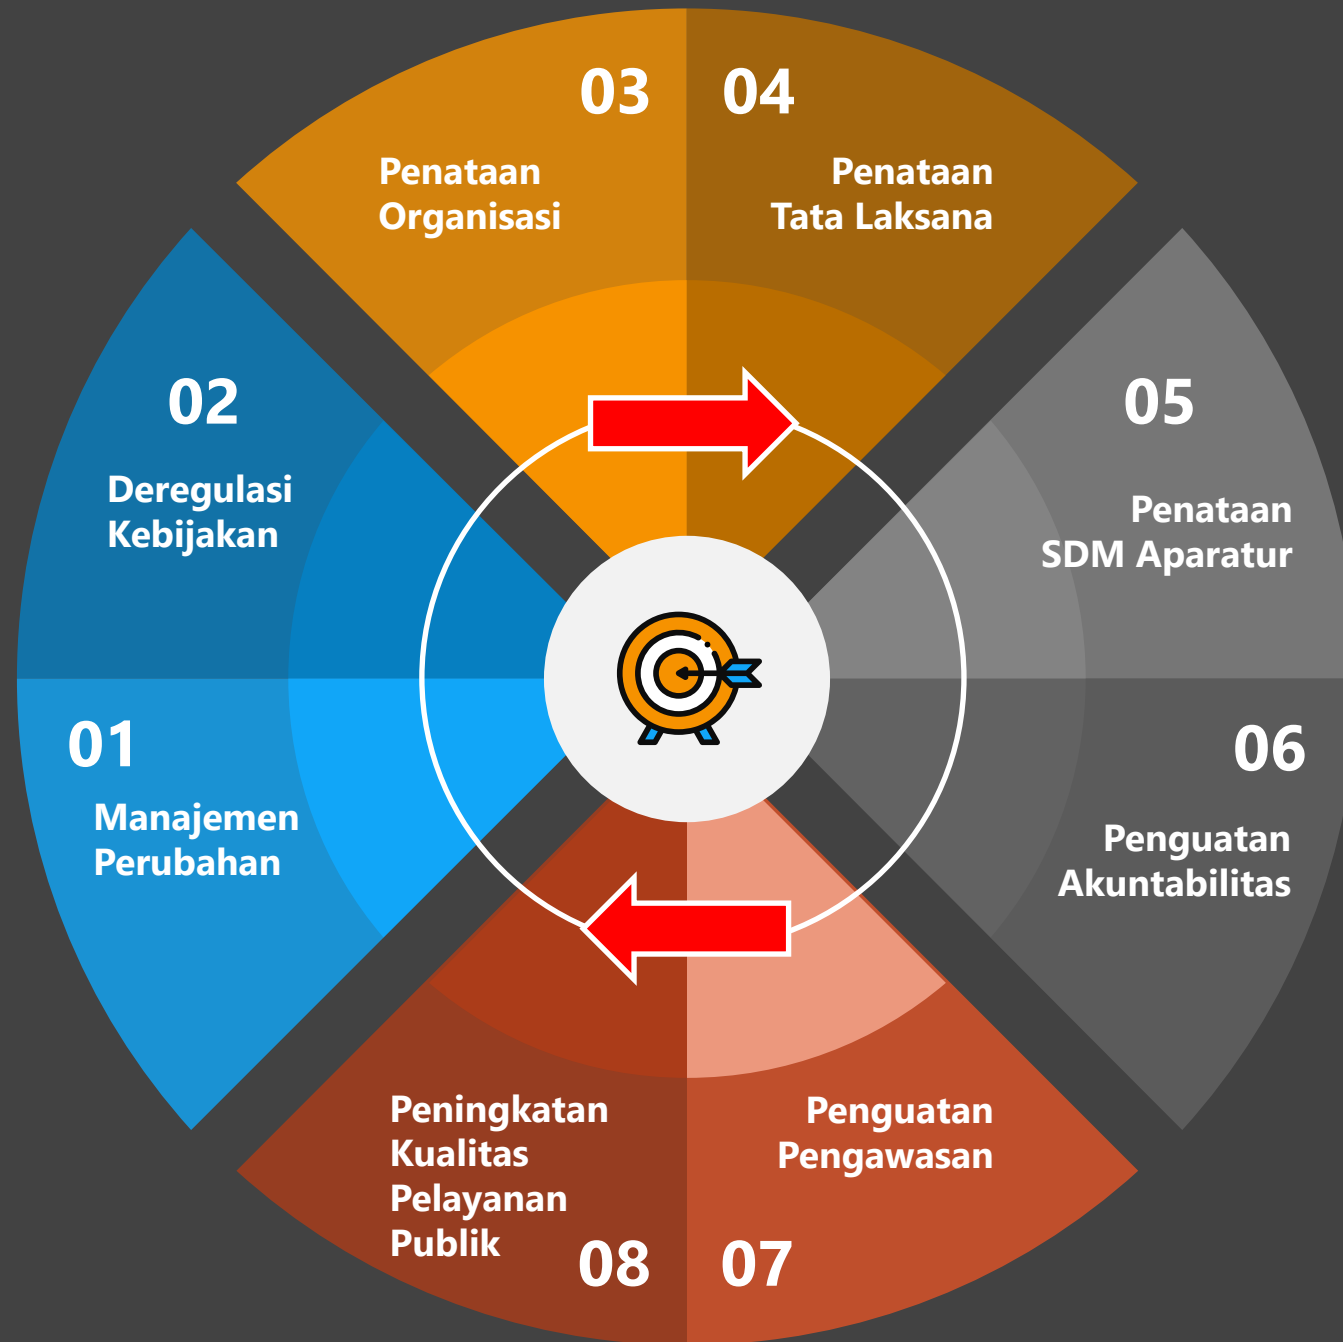 01
Manajemen
Perubahan
02
Deregulasi
Kebijakan
03
Penataan
Organisasi
04
Penataan
Tata Laksana
05
Penataan
SDM Aparatur
06
Penguatan
Akuntabilitas
07
Penguatan
Pengawasan
08
Peningkatan
Kualitas
Pelayanan
Publik